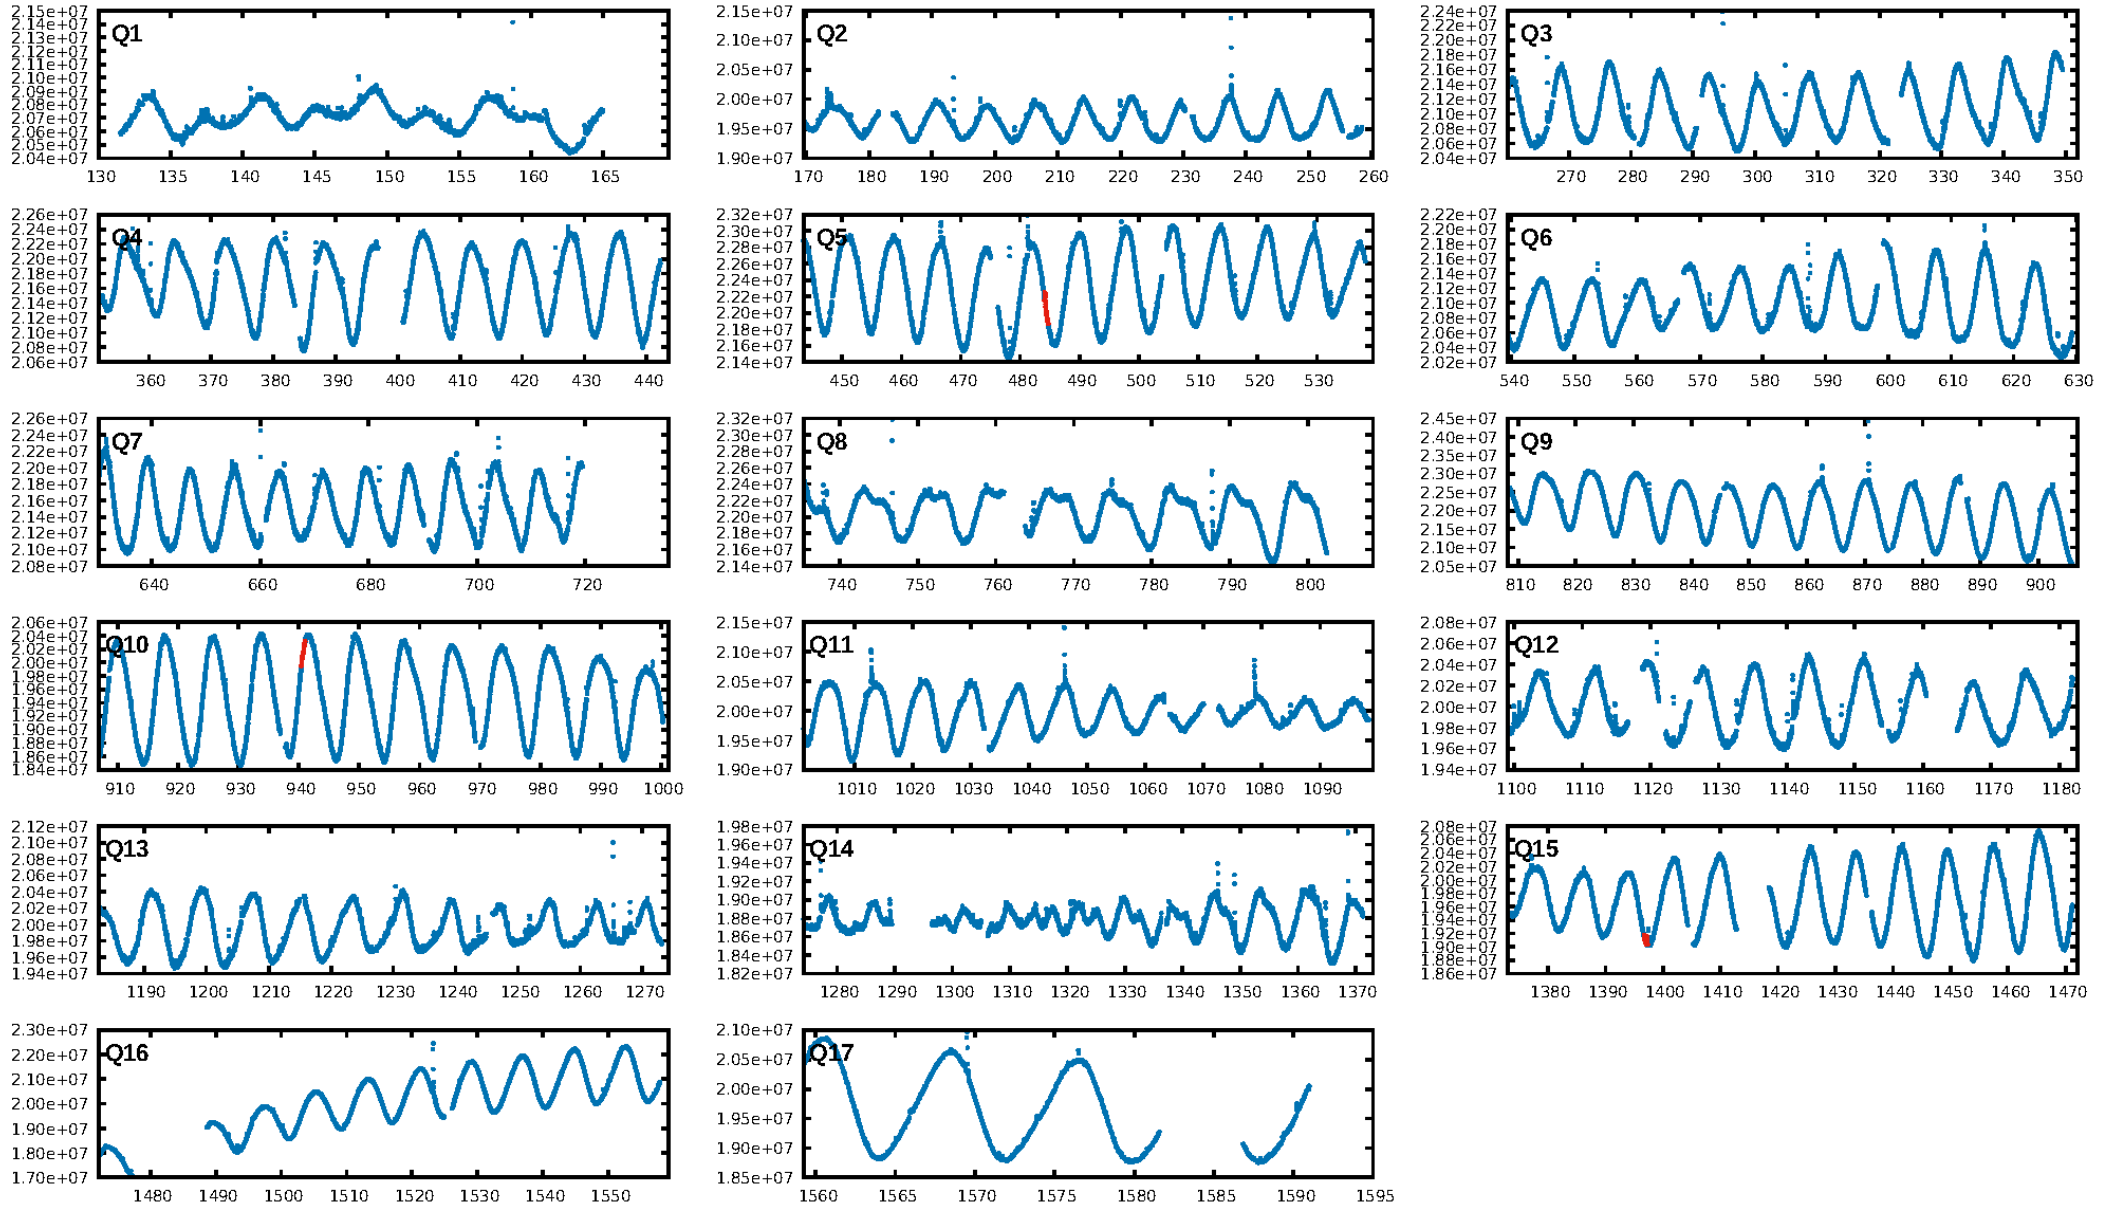 2.15e+07
2.14e+07
2.13e+07
2.12e+07
2.11e+07
2.10e+07
2.09e+07
2.08e+07
2.07e+07
2.06e+07
2.05e+07
2.04e+07
Q1
130 135 140 145 150 155 160 165
2.15e+07
2.10e+07
2.05e+07
2.00e+07
1.95e+07
1.90e+07
Q2
170 180 190 200 210 220 230 240 250 260
2.24e+07
2.22e+07
2.20e+07
2.18e+07
2.16e+07
2.14e+07
2.12e+07
2.10e+07
2.08e+07
2.06e+07
2.04e+07
Q3
270 280 290 300 310 320 330 340 350
2.26e+07
2.24e+07
2.22e+07
2.20e+07
2.18e+07
2.16e+07
2.14e+07
2.12e+07
2.10e+07
2.08e+07
2.06e+07
Q4
360 370 380 390 400 410 420 430 440
2.32e+07
2.30e+07
2.28e+07
2.26e+07
2.24e+07
2.22e+07
2.20e+07
2.18e+07
2.16e+07
2.14e+07
Q5
450 460 470 480 490 500 510 520 530
2.22e+07
2.20e+07
2.18e+07
2.16e+07
2.14e+07
2.12e+07
2.10e+07
2.08e+07
2.06e+07
2.04e+07
2.02e+07
Q6
540 550 560 570 580 590 600 610 620 630
2.26e+07
2.24e+07
2.22e+07
2.20e+07
2.18e+07
2.16e+07
2.14e+07
2.12e+07
2.10e+07
2.08e+07
Q7
640 660 680 700 720
2.32e+07
2.30e+07
2.28e+07
2.26e+07
2.24e+07
2.22e+07
2.20e+07
2.18e+07
2.16e+07
2.14e+07
Q8
740 750 760 770 780 790 800
2.45e+07
2.40e+07
2.35e+07
2.30e+07
2.25e+07
2.20e+07
2.15e+07
2.10e+07
2.05e+07
Q9
810 820 830 840 850 860 870 880 890 900
2.06e+07
2.04e+07
2.02e+07
2.00e+07
1.98e+07
1.96e+07
1.94e+07
1.92e+07
1.90e+07
1.88e+07
1.86e+07
1.84e+07
Q10
910 920 930 940 950 960 970 980 990 1000
2.15e+07
2.10e+07
2.05e+07
2.00e+07
1.95e+07
1.90e+07
Q11
1010 1020 1030 1040 1050 1060 1070 1080 1090
2.08e+07
2.06e+07
2.04e+07
2.02e+07
2.00e+07
1.98e+07
1.96e+07
1.94e+07
Q12
1100 1110 1120 1130 1140 1150 1160 1170 1180
2.12e+07
2.10e+07
2.08e+07
2.06e+07
2.04e+07
2.02e+07
2.00e+07
1.98e+07
1.96e+07
1.94e+07
Q13
1190 1200 1210 1220 1230 1240 1250 1260 1270
1.98e+07
1.96e+07
1.94e+07
1.92e+07
1.90e+07
1.88e+07
1.86e+07
1.84e+07
1.82e+07
Q14
1280 1290 1300 1310 1320 1330 1340 1350 1360 1370
2.08e+07
2.06e+07
2.04e+07
2.02e+07
2.00e+07
1.98e+07
1.96e+07
1.94e+07
1.92e+07
1.90e+07
1.88e+07
1.86e+07
Q15
1380 1390 1400 1410 1420 1430 1440 1450 1460 1470
2.30e+07
2.20e+07
2.10e+07
2.00e+07
1.90e+07
1.80e+07
1.70e+07
Q16
1480 1490 1500 1510 1520 1530 1540 1550
2.10e+07
2.05e+07
2.00e+07
1.95e+07
1.90e+07
1.85e+07
Q17
1560 1565 1570 1575 1580 1585 1590 1595